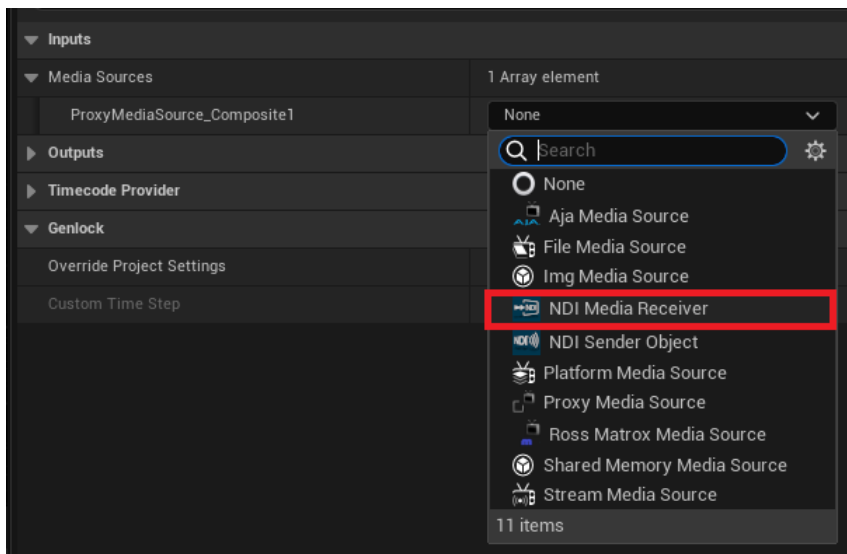 Inputs
Media Sources 1 Array element
ProxyMediaSource_Composite1 None
Outputs
Search
None
Timecode Provider
Aja Media Source
Genlock
File Media Source
Override Project Settings
Img Media Source
Custom Time Step
NDI Media Receiver
NDI Sender Object
Platform Media Source
Proxy Media Source
Ross Matrox Media Source
Shared Memory Media Source
Stream Media Source
11 items